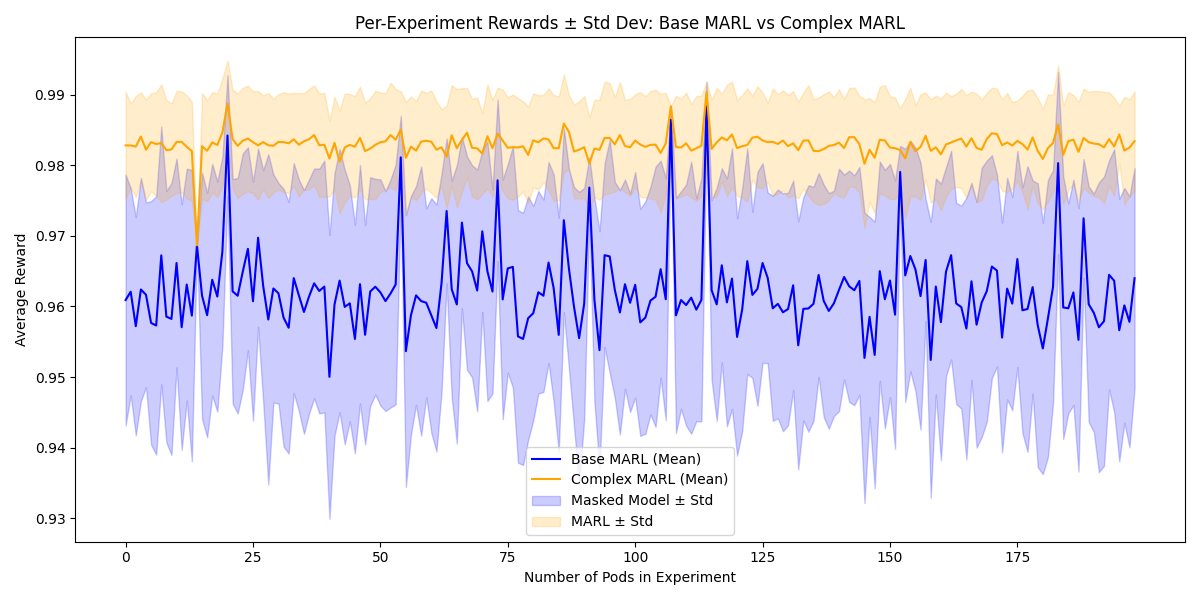 Per-Experiment Rewards ± Std Dev: Base MARL vs Complex MARL
Average Reward
0.99
0.98
0.97
0.96
0.95
0.94
0.93
Base MARL (Mean)
Complex MARL (Mean)
Masked Model ± Std
MARL ± Std
0 25 50 75 100 125 150 175
Number of Pods in Experiment